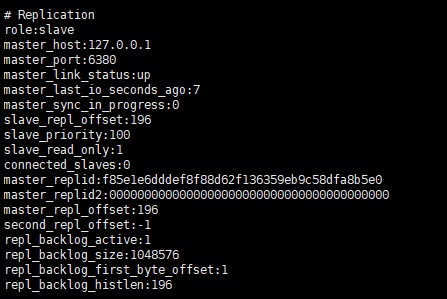 # Replication
role:slave
master_host:127.0.0.1
master_port:6380
master_link_status:up
master_last_io_seconds_ago:7
master_sync_in_progress:0
slave_repl_offset:196
slave_priority:100
slave_read_only:1
connected_slaves:0
master_replid:f85e1e6dddef8f88d62f136359eb9c58dfa8b5e0
master_replid2:0000000000000000000000000000000000000000
master_repl_offset:196
second_repl_offset:-1
repl_backlog_active:1
repl_backlog_size:1048576
repl_backlog_first_byte_offset:1
repl_backlog_histlen:196